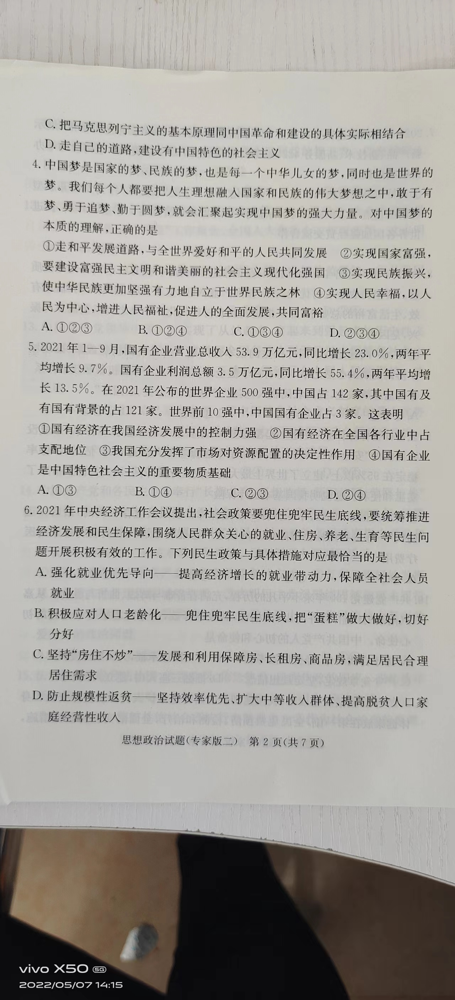 C. 把马克思列宁主义的基本原理同中国革命和建设的具体实际相结合
D. 走自己的道路,建设有中国特色的社会主义
4. 中国梦是国家的梦、民族的梦,也是每一个中华儿女的梦,同时也是世界的
梦。我们每个人都要把人生理想融入国家和民族的伟大梦想之中,敢于有
梦、勇于追梦、勤于圆梦,就会汇聚起实现中国梦的强大力量。对中国梦的
本质的理解,正确的是
①走和平发展道路,与全世界爱好和平的人民共同发展 ②实现国家富强,
要建设富强民主文明和谐美丽的社会主义现代化强国 ③实现民族振兴,
使中华民族更加坚强有力地自立于世界民族之林 ④实现人民幸福,以人
民为中心,增进人民福祉,促进人的全面发展,共同富裕
A. ①②③ B. ①②④ C. ①③④ D. ②③④
5. 2021年1—9月,国有企业营业总收入53.9万亿元,同比增长23.0%,两年平
均增长9.7%。国有企业利润总额3.5万亿元,同比增长55.4%,两年平均增
长13.5%。在2021年公布的世界企业500强中,中国占142家,其中国有及
有国有背景的占121家。世界前10强中,中国国有企业占3家。这表明
①国有经济在我国经济发展中的控制力强 ②国有经济在全国各行业中占
支配地位 ③我国充分发挥了市场对资源配置的决定性作用 ④国有企业
是中国特色社会主义的重要物质基础
A. ①③ B. ①④ C. ②③ D. ②④
6. 2021年中央经济工作会议提出,社会政策要兜住兜牢民生底线,要统筹推进
经济发展和民生保障,围绕人民群众关心的就业、住房、养老、生育等民生问
题开展积极有效的工作。下列民生政策与具体措施对应最恰当的是
A. 强化就业优先导向——提高经济增长的就业带动力,保障全社会人员
就业
B. 积极应对人口老龄化——兜住兜牢民生底线,把“蛋糕”做大做好,切好
分好
C. 坚持“房住不炒”——发展和利用保障房、长租房、商品房,满足居民合理
居住需求
D. 防止规模性返贫——坚持效率优先、扩大中等收入群体、提高脱贫人口家
庭经营性收入
思想政治试题(专家版二) 第2页(共7页)
vivo X50 5G
2022/05/07 14:15